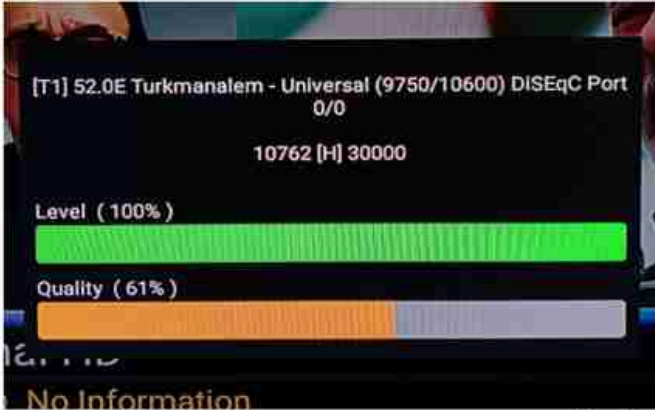 [T1] 52.0E Turkmanalem - Universal (9750/10600) DiSEqC Port
0/0
10762 [H] 30000
Level ( 100% )
Quality ( 61% )
No Information